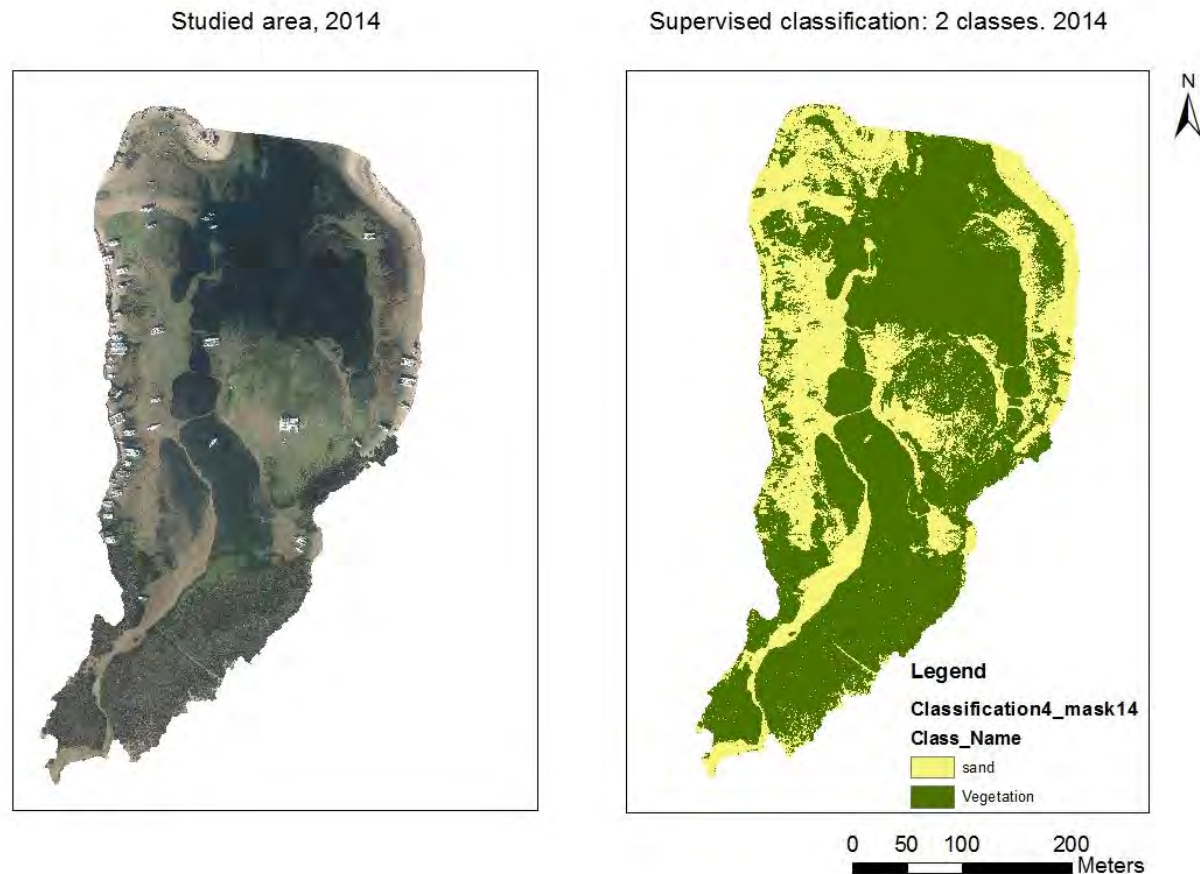 Studied area, 2014
Supervised classification: 2 classes. 2014
N
Legend
Classification4_mask14
Class_Name
sand
Vegetation
0 50 100 200
Meters